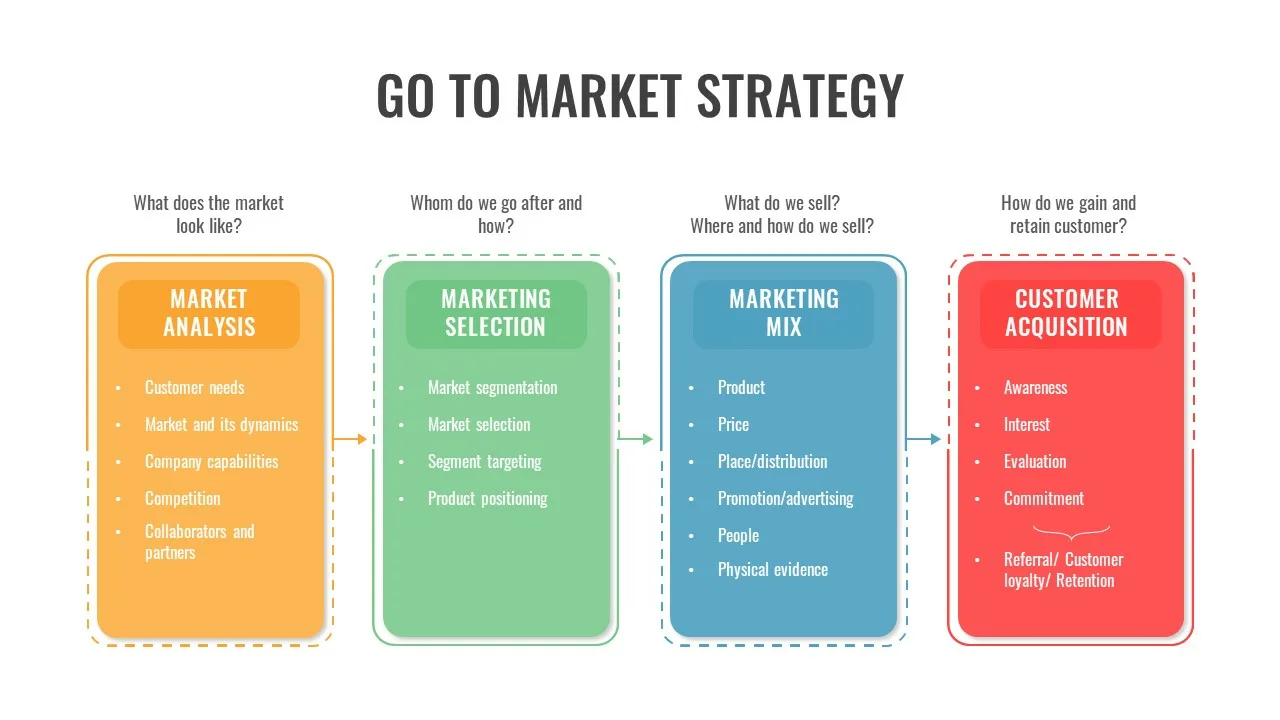 GO TO MARKET STRATEGY
What does the market
look like?
MARKET
ANALYSIS
• Customer needs
• Market and its dynamics
• Company capabilities
• Competition
• Collaborators and
partners
Whom do we go after and
how?
MARKETING
SELECTION
• Market segmentation
• Market selection
• Segment targeting
• Product positioning
What do we sell?
Where and how do we sell?
MARKETING
MIX
• Product
• Price
• Place/distribution
• Promotion/advertising
• People
• Physical evidence
How do we gain and
retain customer?
CUSTOMER
ACQUISITION
• Awareness
• Interest
• Evaluation
• Commitment
• Referral/ Customer
loyalty/ Retention